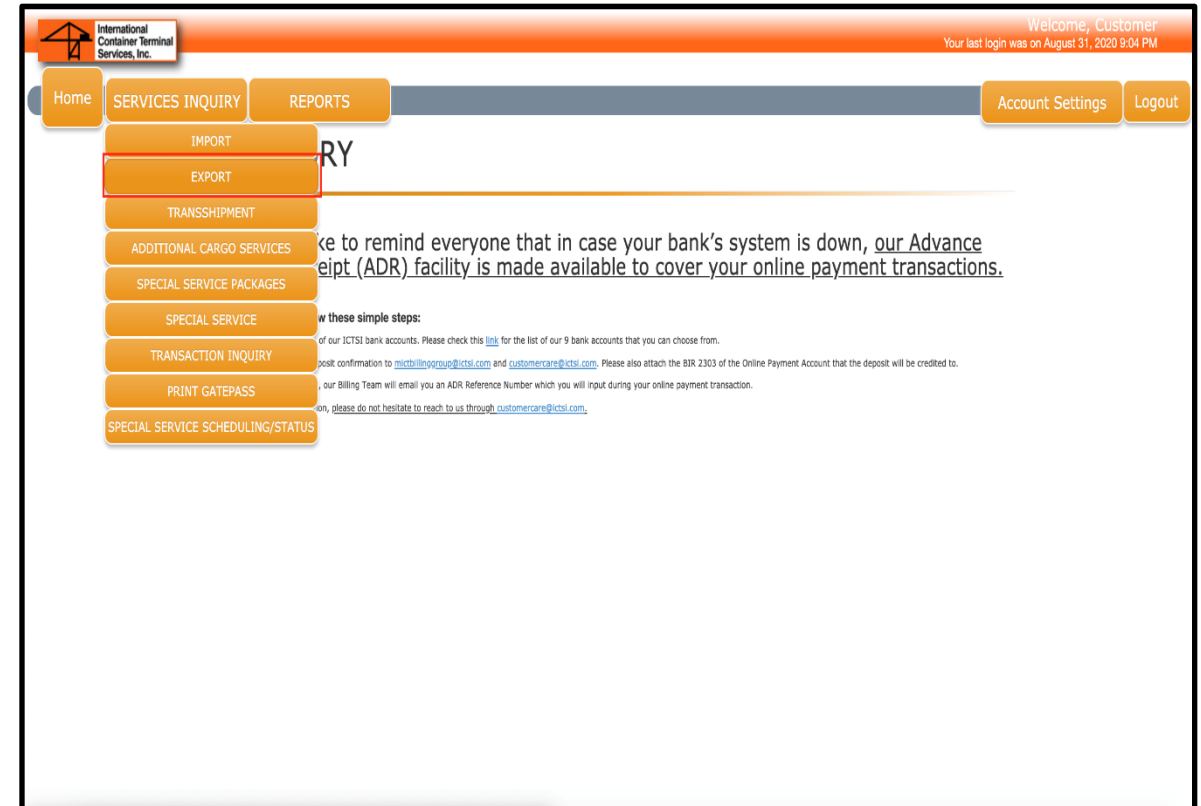 International
Container Terminal
Services, Inc.
Welcome, Customer
Your last login was on August 31, 2020 9:04 PM
Home
SERVICES INQUIRY
REPORTS
Account Settings
Logout
IMPORT
EXPORT
TRANSSHIPMENT
ADDITIONAL CARGO SERVICES
SPECIAL SERVICE PACKAGES
SPECIAL SERVICE
TRANSACTION INQUIRY
PRINT GATEPASS
SPECIAL SERVICE SCHEDULING/STATUS
RY
ke to remind everyone that in case your bank's system is down, our Advance
eipt (ADR) facility is made available to cover your online payment transactions.
w these simple steps:
of our ICTSI bank accounts. Please check this link for the list of our 9 bank accounts that you can choose from.
posit confirmation to mictbillinggroup@ictsi.com and customercare@ictsi.com. Please also attach the BIR 2303 of the Online Payment Account that the deposit will be credited to.
, our Billing Team will email you an ADR Reference Number which you will input during your online payment transaction.
on, please do not hesitate to reach to us through customercare@ictsi.com.